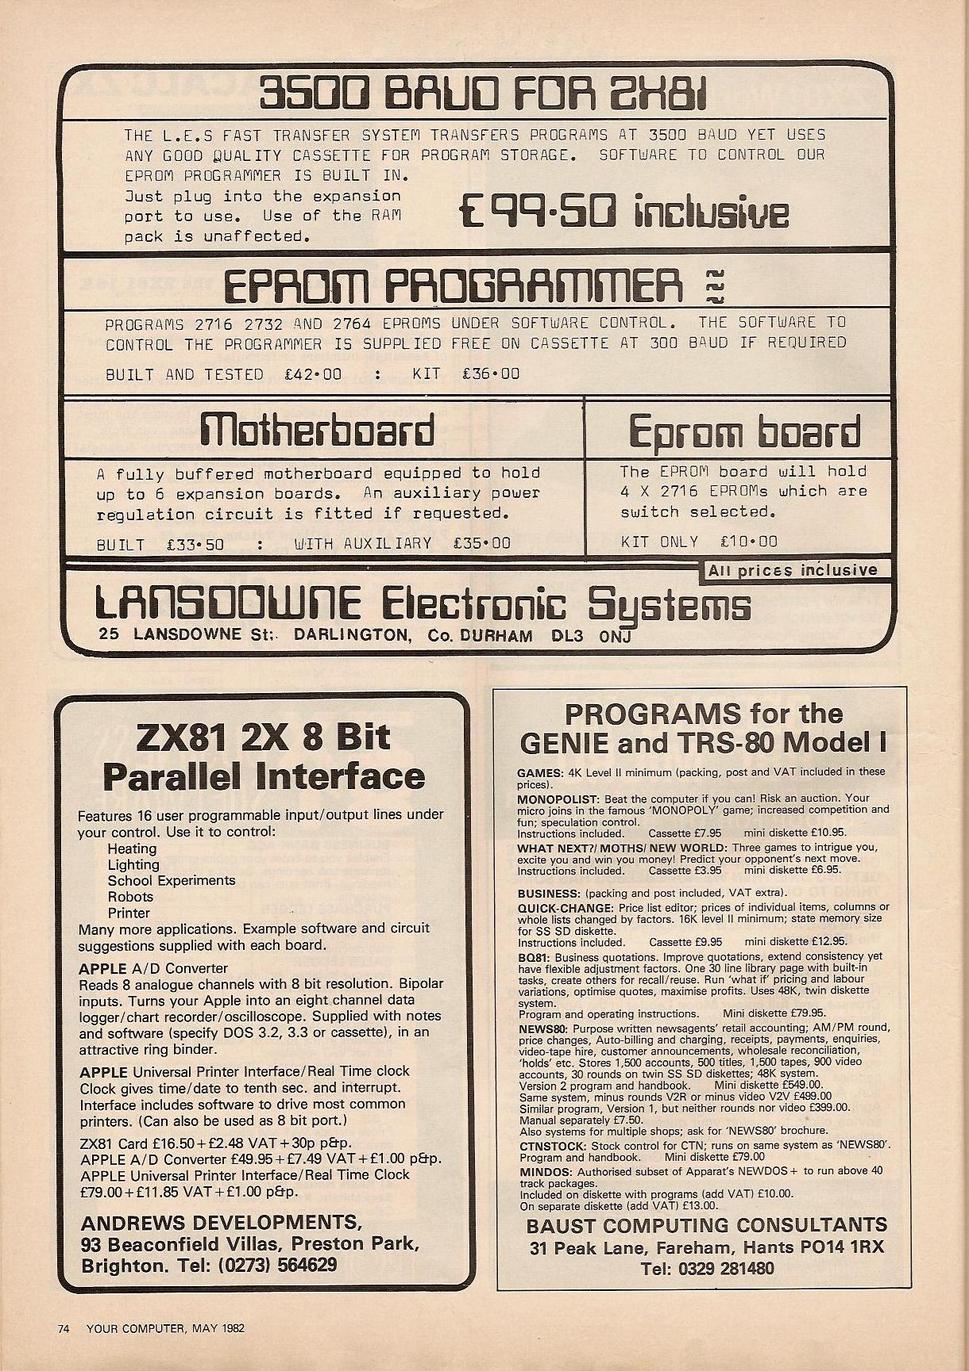 3500 BAUD FOR ZX81
THE L.E.S FAST TRANSFER SYSTEM TRANSFERS PROGRAMS AT 3500 BAUD YET USES
ANY GOOD QUALITY CASSETTE FOR PROGRAM STORAGE. SOFTWARE TO CONTROL OUR
EPROM PROGRAMMER IS BUILT IN.
Just plug into the expansion
port to use. Use of the RAM
pack is unaffected.
£99·50 inclusive
EPROM PROGRAMMER
PROGRAMS 2716 2732 AND 2764 EPROMS UNDER SOFTWARE CONTROL. THE SOFTWARE TO
CONTROL THE PROGRAMMER IS SUPPLIED FREE ON CASSETTE AT 300 BAUD IF REQUIRED
BUILT AND TESTED £42·00 : KIT £36·00
Motherboard
A fully buffered motherboard equipped to hold
up to 6 expansion boards. An auxiliary power
regulation circuit is fitted if requested.
BUILT £33·50 : WITH AUXILIARY £35·00
Eprom board
The EPROM board will hold
4 X 2716 EPROMs which are
switch selected.
KIT ONLY £10·00
All prices inclusive
LANSDOWNE Electronic Systems
25 LANSDOWNE St; DARLINGTON, Co. DURHAM DL3 0NJ
ZX81 2X 8 Bit
Parallel Interface
Features 16 user programmable input/output lines under
your control. Use it to control:
Heating
Lighting
School Experiments
Robots
Printer
Many more applications. Example software and circuit
suggestions supplied with each board.
APPLE A/D Converter
Reads 8 analogue channels with 8 bit resolution. Bipolar
inputs. Turns your Apple into an eight channel data
logger/chart recorder/oscilloscope. Supplied with notes
and software (specify DOS 3.2, 3.3 or cassette), in an
attractive ring binder.
APPLE Universal Printer Interface/Real Time clock
Clock gives time/date to tenth sec. and interrupt.
Interface includes software to drive most common
printers. (Can also be used as 8 bit port.)
ZX81 Card £16.50+£2.48 VAT+30p p&p.
APPLE A/D Converter £49.95+£7.49 VAT+£1.00 p&p.
APPLE Universal Printer Interface/Real Time Clock
£79.00+£11.85 VAT+£1.00 p&p.
ANDREWS DEVELOPMENTS,
93 Beaconfield Villas, Preston Park,
Brighton. Tel: (0273) 564629
PROGRAMS for the
GENIE and TRS-80 Model I
GAMES: 4K Level II minimum (packing, post and VAT included in these
prices).
MONOPOLIST: Beat the computer if you can! Risk an auction. Your
micro joins in the famous 'MONOPOLY' game; increased competition and
fun; speculation control.
Instructions included. Cassette £7.95 mini diskette £10.95.
WHAT NEXT?/ MOTHS/ NEW WORLD: Three games to intrigue you,
excite you and win you money! Predict your opponent's next move.
Instructions included. Cassette £3.95 mini diskette £6.95.
BUSINESS: (packing and post included, VAT extra).
QUICK-CHANGE: Price list editor; prices of individual items, columns or
whole lists changed by factors. 16K level II minimum; state memory size
for SS SD diskette.
Instructions included. Cassette £9.95 mini diskette £12.95.
BQ81: Business quotations. Improve quotations, extend consistency yet
have flexible adjustment factors. One 30 line library page with built-in
tasks, create others for recall/reuse. Run 'what if' pricing and labour
variations, optimise quotes, maximise profits. Uses 48K, twin diskette
system.
Program and operating instructions. Mini diskette £79.95.
NEWS80: Purpose written newsagents' retail accounting; AM/PM round,
price changes, Auto-billing and charging, receipts, payments, enquiries,
video-tape hire, customer announcements, wholesale reconciliation,
'holds' etc. Stores 1,500 accounts, 500 titles, 1,500 tapes, 900 video
accounts, 30 rounds on twin SS SD diskettes; 48K system.
Version 2 program and handbook. Mini diskette £549.00.
Same system, minus rounds V2R or minus video V2V £499.00
Similar program, Version 1, but neither rounds nor video £399.00.
Manual separately £7.50.
Also systems for multiple shops; ask for 'NEWS80' brochure.
CTNSTOCK: Stock control for CTN; runs on same system as 'NEWS80'.
Program and handbook. Mini diskette £79.00
MINDOS: Authorised subset of Apparat's NEWDOS+ to run above 40
track packages.
Included on diskette with programs (add VAT) £10.00.
On separate diskette (add VAT) £13.00.
BAUST COMPUTING CONSULTANTS
31 Peak Lane, Fareham, Hants PO14 1RX
Tel: 0329 281480
74 YOUR COMPUTER, MAY 1982